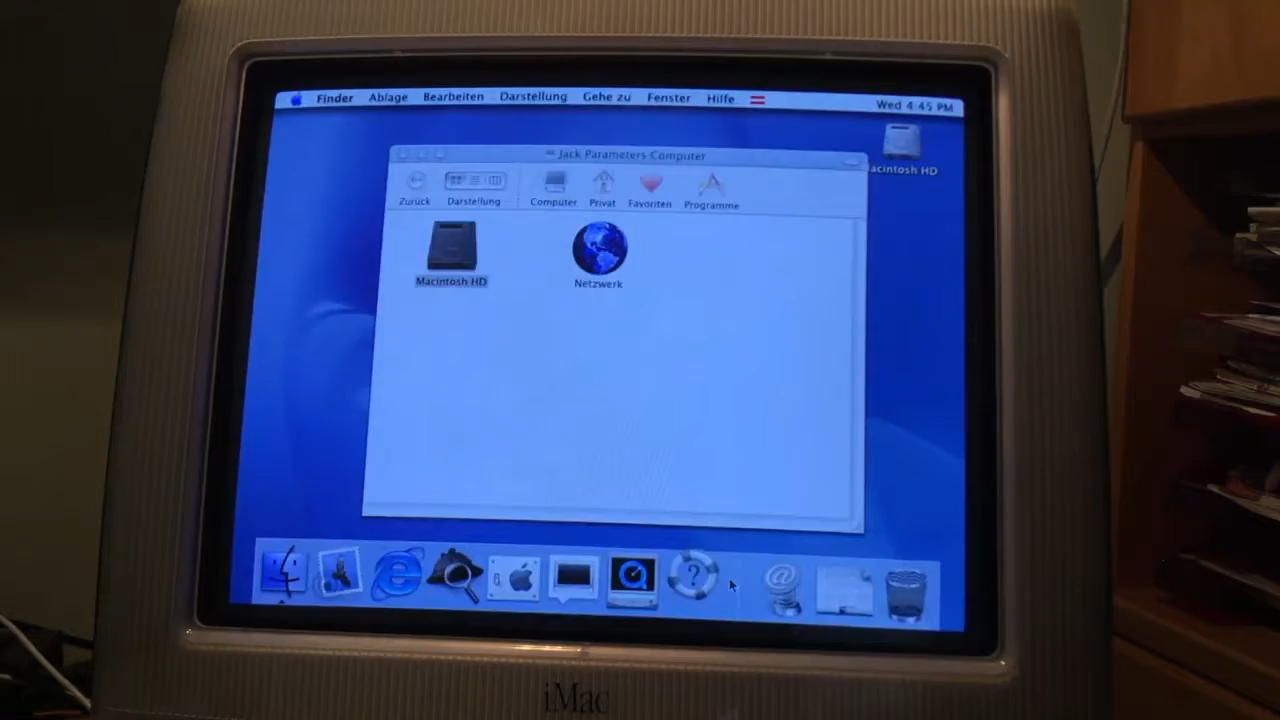 Finder Ablage Bearbeiten Darstellung Gehe zu Fenster Hilfe Wed 4:45 PM
Jack Parameters Computer
Macintosh HD
Zurück Darstellung Computer Privat Favoriten Programme
Macintosh HD Netzwerk
iMac